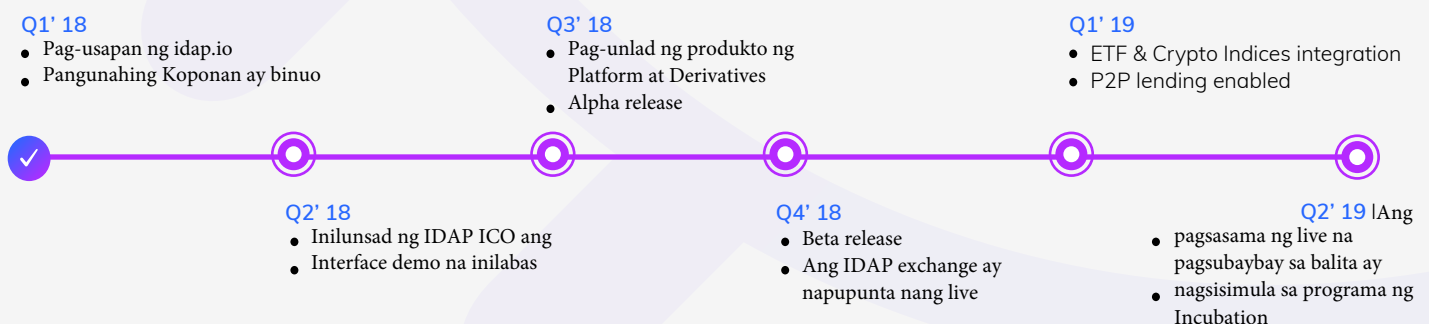 Q1’ 18
Pag-usapan ng idap.io
Pangunahing Koponan ay binuo
Q3’ 18
Pag-unlad ng produkto ng
Platform at Derivatives
Alpha release
Q1’ 19
ETF & Crypto Indices integration
P2P lending enabled
Q2’ 18
Inilunsad ng IDAP ICO ang
Interface demo na inilabas
Q4’ 18
Beta release
Ang IDAP exchange ay
napupunta nang live
Q2’ 19 lAng
pagsasama ng live na
pagsubaybay sa balita ay
nagsisimula sa programa ng
Incubation